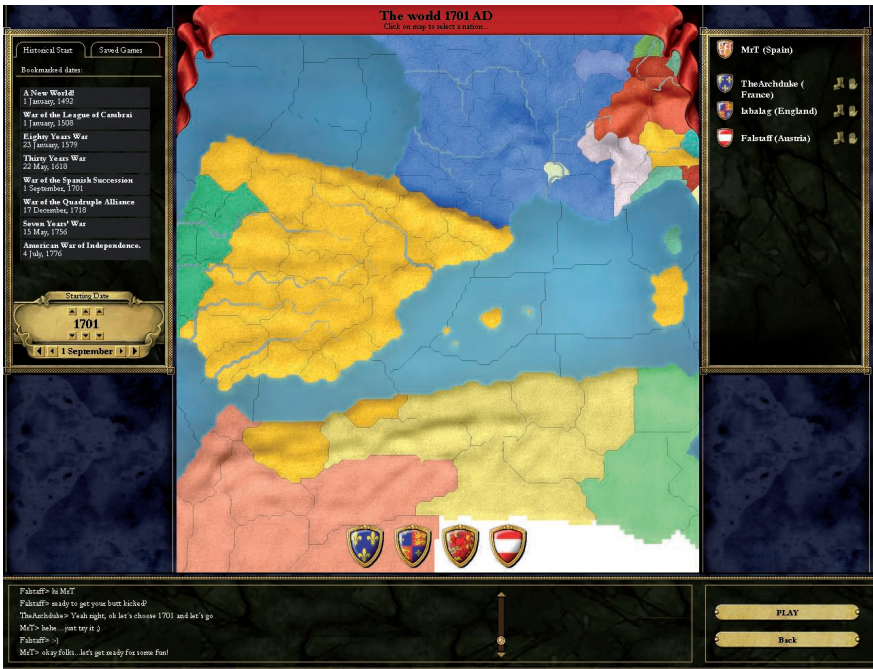 The world 1701 AD
Click on map to select a nation...
Historical Start
Saved Games
Bookmarked dates:
A New World!
1 January, 1492
War of the League of Cambrai
1 January, 1508
Eighty Years War
23 January, 1579
Thirty Years War
22 May, 1618
War of the Spanish Succession
1 September, 1701
War of the Quadruple Alliance
17 December, 1718
Seven Years' War
15 May, 1756
American War of Independence.
4 July, 1776
Starting Date
1701
1 September
MrT (Spain)
TheArchduke (
France)
labalag (England)
Falstaff (Austria)
Falstaff> hi MrT
Falstaff> ready to get your butt kicked?
TheArchduke> Yeah right, ok let's choose 1701 and let's go
MrT> hehe....just try it ;)
Falstaff> :-)
MrT> okay folks...let's get ready for some fun!
PLAY
Back